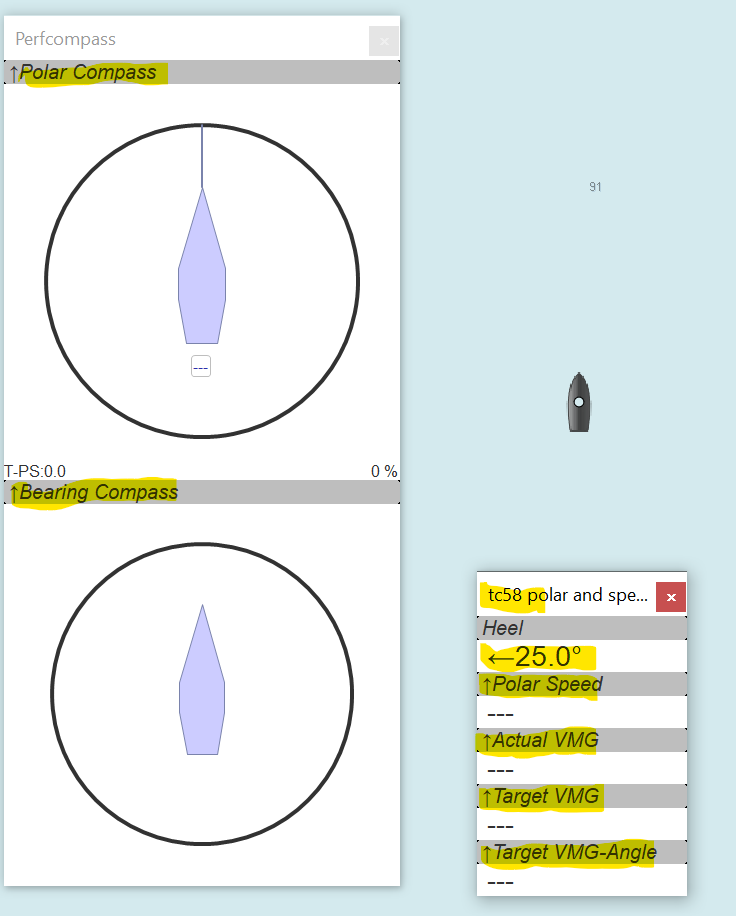 Perfcompass
x
↑Polar Compass
91
---
T-PS:0.0 0 %
↑Bearing Compass
tc58 polar and spe... x
Heel
←25.0°
↑Polar Speed
---
↑Actual VMG
---
↑Target VMG
---
↑Target VMG-Angle
---